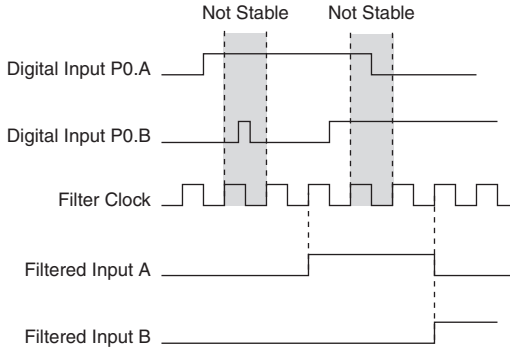 Not Stable Not Stable
Digital Input P0.A
Digital Input P0.B
Filter Clock
Filtered Input A
Filtered Input B